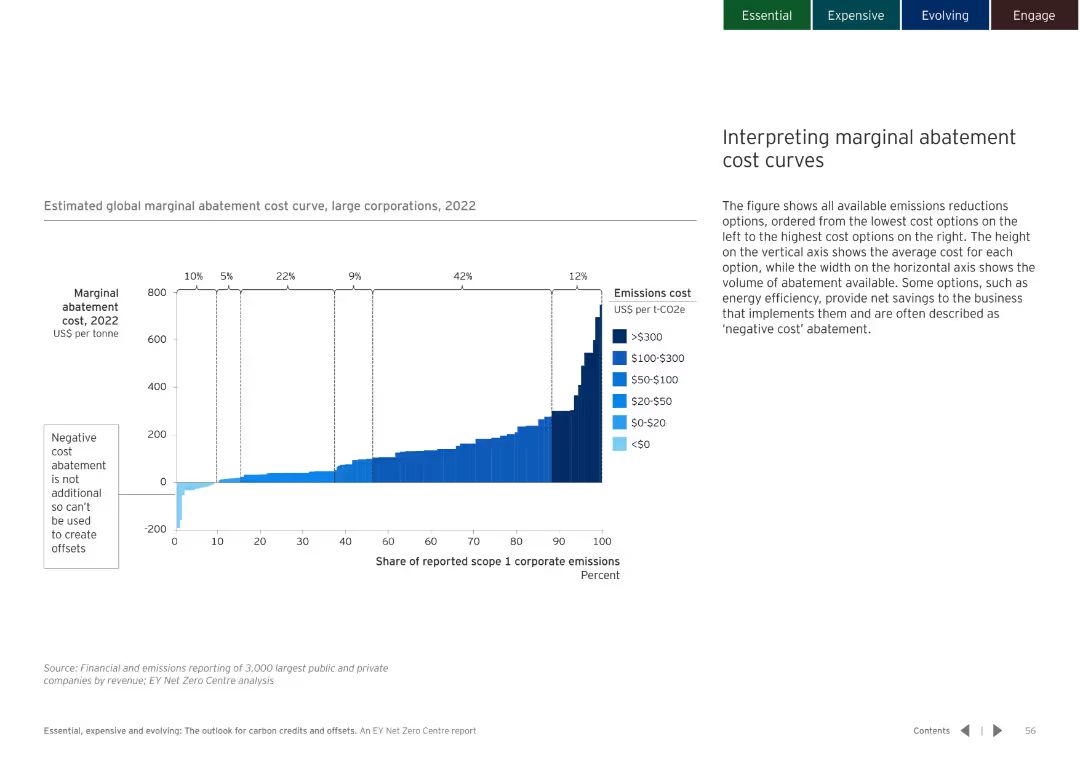 Essential
Expensive
Evolving
Engage
Interpreting marginal abatement
cost curves
The figure shows all available emissions reductions
options, ordered from the lowest cost options on the
left to the highest cost options on the right. The height
on the vertical axis shows the average cost for each
option, while the width on the horizontal axis shows the
volume of abatement available. Some options, such as
energy efficiency, provide net savings to the business
that implements them and are often described as
‘negative cost’ abatement.
Estimated global marginal abatement cost curve, large corporations, 2022
10% 5% 22% 9% 42% 12%
Marginal
abatement
cost, 2022
US$ per tonne
800
600
400
200
0
-200
0 10 20 30 40 60 60 70 80 90 100
Share of reported scope 1 corporate emissions
Percent
Emissions cost
US$ per t-CO2e
>$300
$100-$300
$50-$100
$20-$50
$0-$20
<$0
Negative
cost
abatement
is not
additional
so can't
be used
to create
offsets
Source: Financial and emissions reporting of 3,000 largest public and private
companies by revenue; EY Net Zero Centre analysis
Essential, expensive and evolving: The outlook for carbon credits and offsets. An EY Net Zero Centre report
Contents | 56